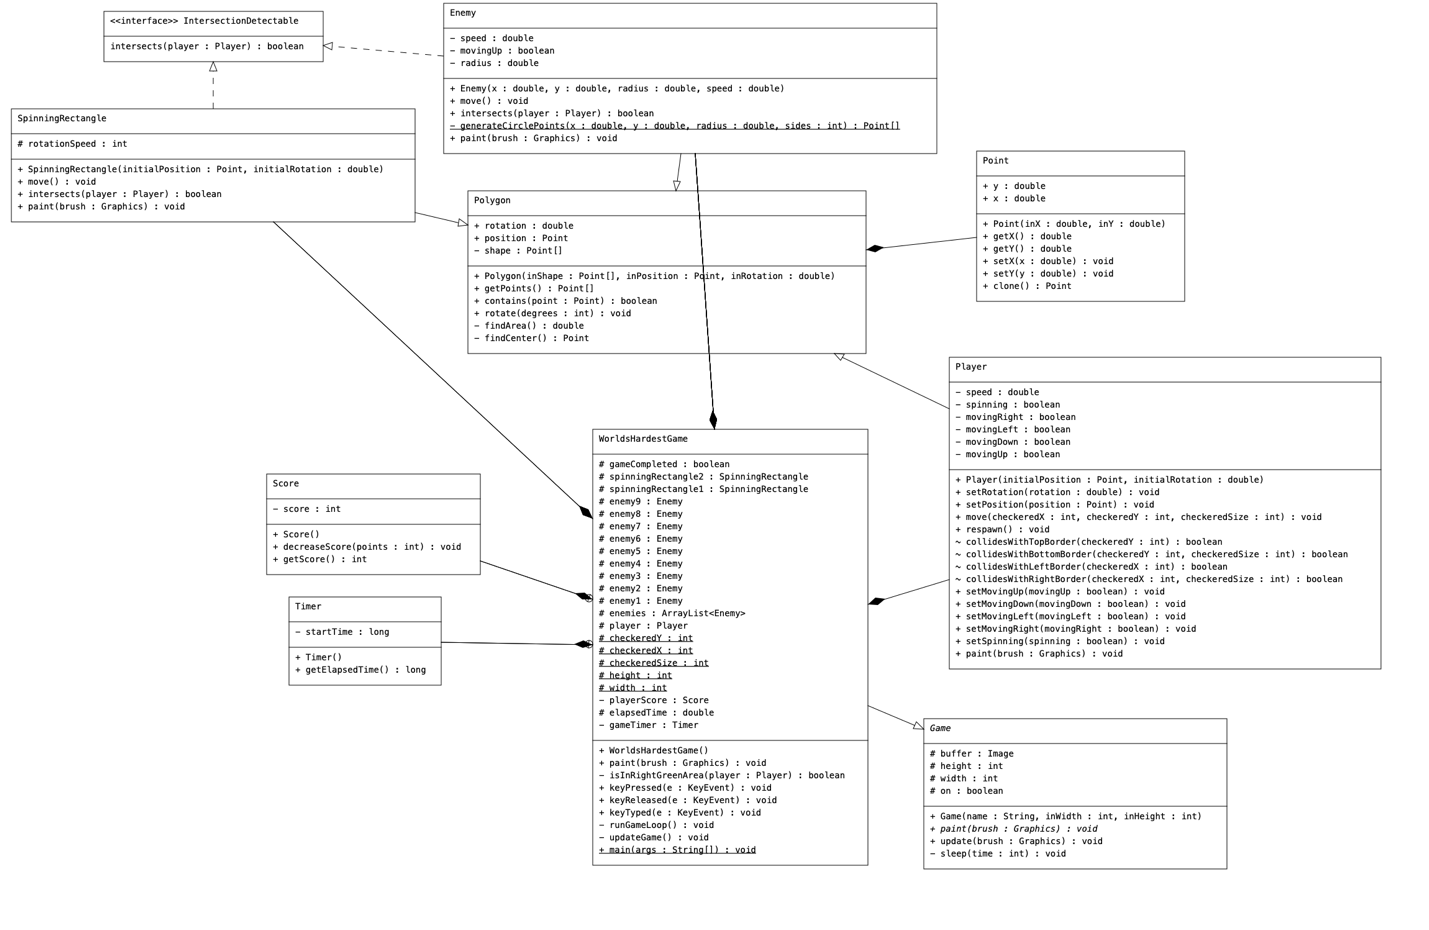 <<interface>> IntersectionDetectable
intersects(player : Player) : boolean
Enemy
− speed : double
− movingUp : boolean
− radius : double
+ Enemy(x : double, y : double, radius : double, speed : double)
+ move() : void
+ intersects(player : Player) : boolean
− generateCirclePoints(x : double, y : double, radius : double, sides : int) : Point[]
+ paint(brush : Graphics) : void
SpinningRectangle
# rotationSpeed : int
+ SpinningRectangle(initialPosition : Point, initialRotation : double)
+ move() : void
+ intersects(player : Player) : boolean
+ paint(brush : Graphics) : void
Polygon
+ rotation : double
+ position : Point
− shape : Point[]
+ Polygon(inShape : Point[], inPosition : Point, inRotation : double)
+ getPoints() : Point[]
+ contains(point : Point) : boolean
+ rotate(degrees : int) : void
− findArea() : double
− findCenter() : Point
Point
+ y : double
+ x : double
+ Point(inX : double, inY : double)
+ getX() : double
+ getY() : double
+ setX(x : double) : void
+ setY(y : double) : void
+ clone() : Point
Player
− speed : double
− spinning : boolean
− movingRight : boolean
− movingLeft : boolean
− movingDown : boolean
− movingUp : boolean
+ Player(initialPosition : Point, initialRotation : double)
+ setRotation(rotation : double) : void
+ setPosition(position : Point) : void
+ move(checkeredX : int, checkeredY : int, checkeredSize : int) : void
+ respawn() : void
~ collidesWithTopBorder(checkeredY : int) : boolean
~ collidesWithBottomBorder(checkeredY : int, checkeredSize : int) : boolean
~ collidesWithLeftBorder(checkeredX : int) : boolean
~ collidesWithRightBorder(checkeredX : int, checkeredSize : int) : boolean
+ setMovingUp(movingUp : boolean) : void
+ setMovingDown(movingDown : boolean) : void
+ setMovingLeft(movingLeft : boolean) : void
+ setMovingRight(movingRight : boolean) : void
+ setSpinning(spinning : boolean) : void
+ paint(brush : Graphics) : void
WorldsHardestGame
# gameCompleted : boolean
# spinningRectangle2 : SpinningRectangle
# spinningRectangle1 : SpinningRectangle
# enemy9 : Enemy
# enemy8 : Enemy
# enemy7 : Enemy
# enemy6 : Enemy
# enemy5 : Enemy
# enemy4 : Enemy
# enemy3 : Enemy
# enemy2 : Enemy
# enemy1 : Enemy
# enemies : ArrayList<Enemy>
# player : Player
# checkeredY : int
# checkeredX : int
# checkeredSize : int
# height : int
# width : int
− playerScore : Score
# elapsedTime : double
− gameTimer : Timer
+ WorldsHardestGame()
+ paint(brush : Graphics) : void
− isInRightGreenArea(player : Player) : boolean
+ keyPressed(e : KeyEvent) : void
+ keyReleased(e : KeyEvent) : void
+ keyTyped(e : KeyEvent) : void
− runGameLoop() : void
− updateGame() : void
+ main(args : String[]) : void
Score
− score : int
+ Score()
+ decreaseScore(points : int) : void
+ getScore() : int
Timer
− startTime : long
+ Timer()
+ getElapsedTime() : long
Game
# buffer : Image
# height : int
# width : int
# on : boolean
+ Game(name : String, inWidth : int, inHeight : int)
+ paint(brush : Graphics) : void
+ update(brush : Graphics) : void
− sleep(time : int) : void